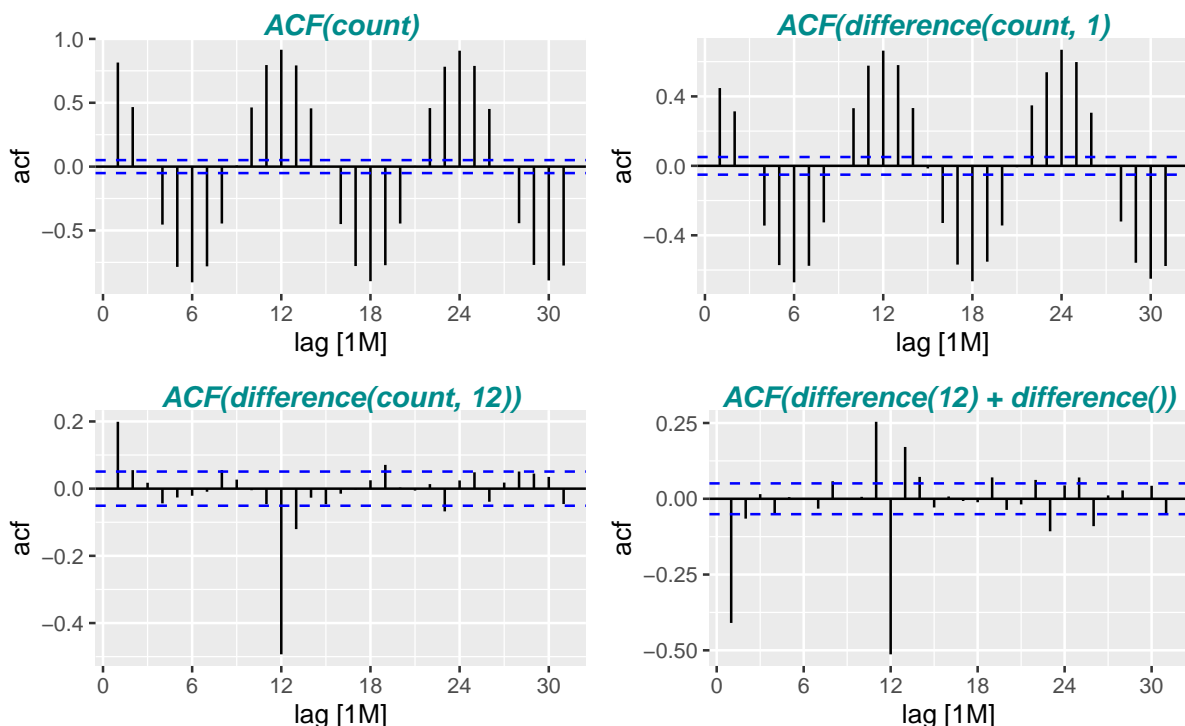 ACF(count)
1.0
0.5
0.0
−0.5
acf
0 6 12 18 24 30
lag [1M]
ACF(difference(count, 1)
0.4
0.0
−0.4
acf
0 6 12 18 24 30
lag [1M]
ACF(difference(count, 12))
0.2
0.0
−0.2
−0.4
acf
0 6 12 18 24 30
lag [1M]
ACF(difference(12) + difference())
0.25
0.00
−0.25
−0.50
acf
0 6 12 18 24 30
lag [1M]